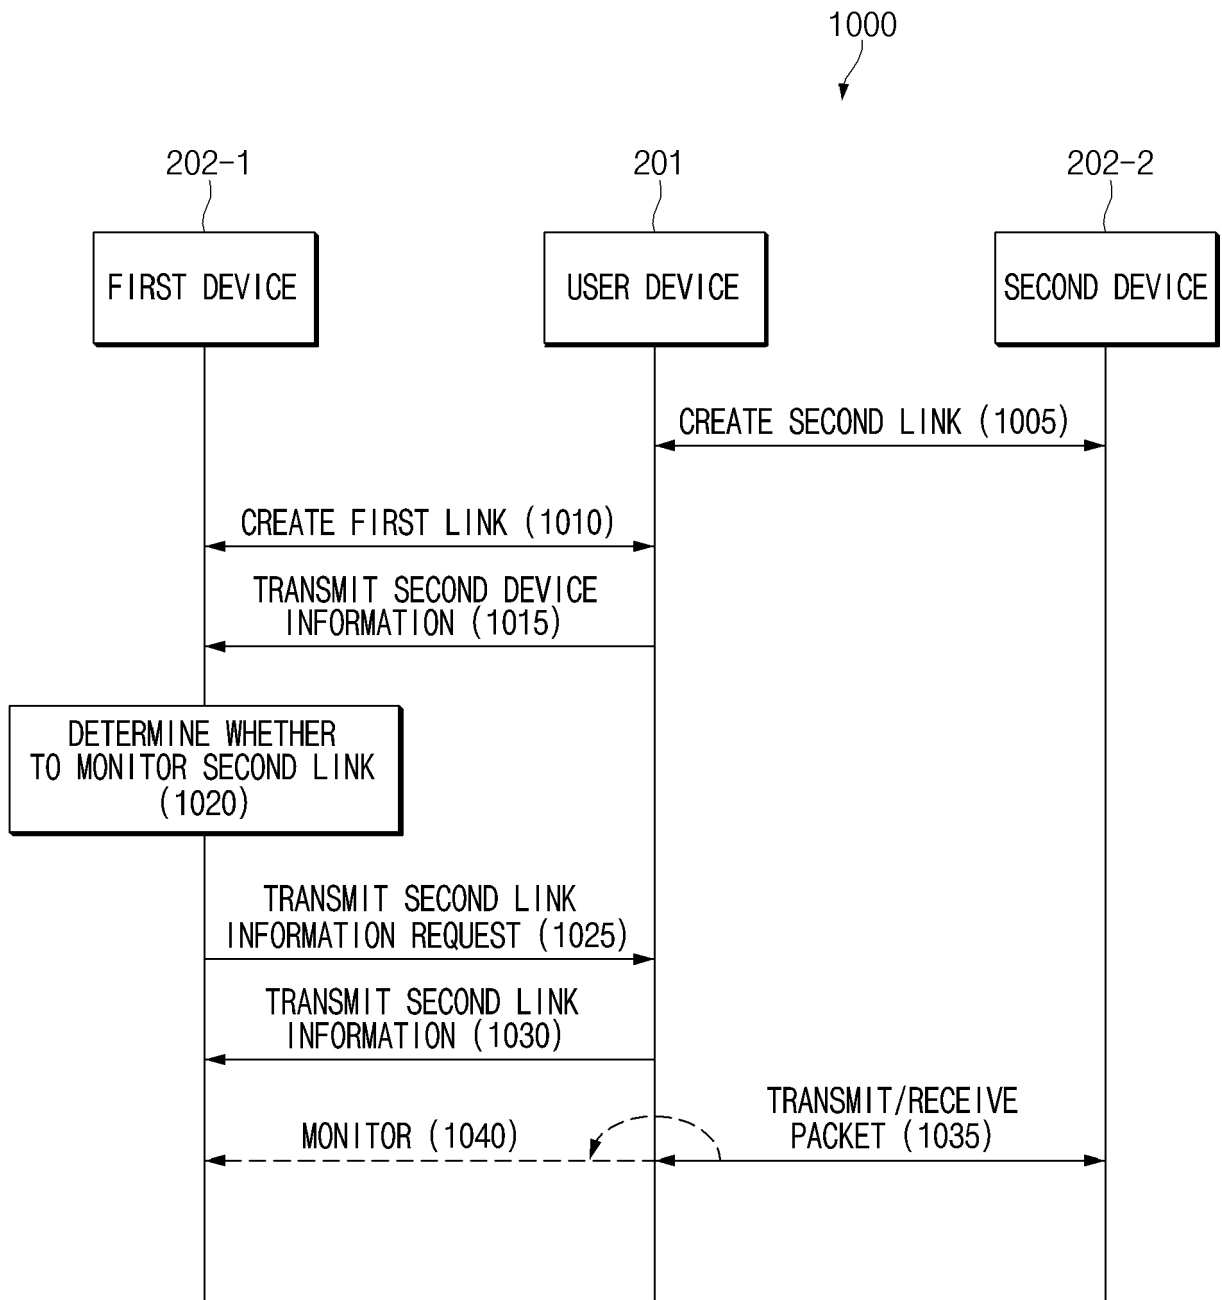 1000
202-1
201
202-2
FIRST DEVICE
USER DEVICE
SECOND DEVICE
CREATE SECOND LINK (1005)
CREATE FIRST LINK (1010)
TRANSMIT SECOND DEVICE
INFORMATION (1015)
DETERMINE WHETHER
TO MONITOR SECOND LINK
(1020)
TRANSMIT SECOND LINK
INFORMATION REQUEST (1025)
TRANSMIT SECOND LINK
INFORMATION (1030)
TRANSMIT/RECEIVE
PACKET (1035)
MONITOR (1040)